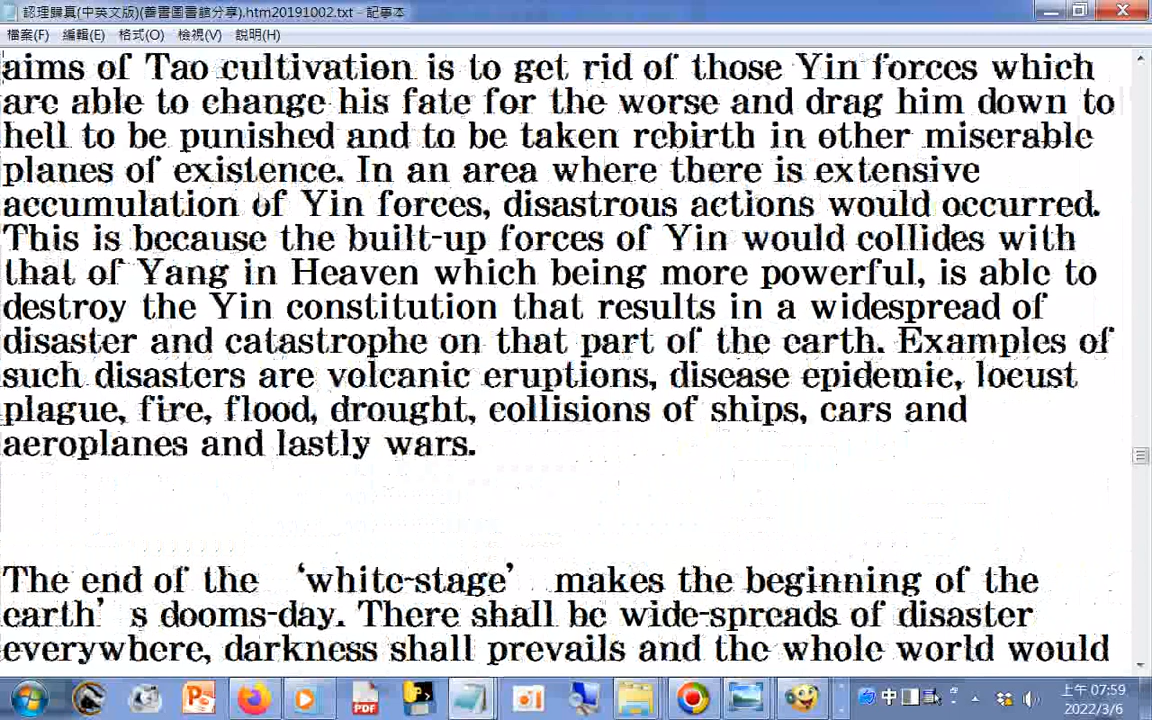 認理歸真(中英文版)(善書圖書館分享).htm20191002.txt - 記事本
檔案(F) 編輯(E) 格式(O) 檢視(V) 說明(H)
aims of Tao cultivation is to get rid of those Yin forces which
are able to change his fate for the worse and drag him down to
hell to be punished and to be taken rebirth in other miserable
planes of existence. In an area where there is extensive
accumulation of Yin forces, disastrous actions would occurred.
This is because the built-up forces of Yin would collides with
that of Yang in Heaven which being more powerful, is able to
destroy the Yin constitution that results in a widespread of
disaster and catastrophe on that part of the earth. Examples of
such disasters are volcanic eruptions, disease epidemic, locust
plague, fire, flood, drought, collisions of ships, cars and
aeroplanes and lastly wars.
The end of the ‘white-stage’ makes the beginning of the
earth’s dooms-day. There shall be wide-spreads of disaster
everywhere, darkness shall prevails and the whole world would
中
上午 07:59
2022/3/6